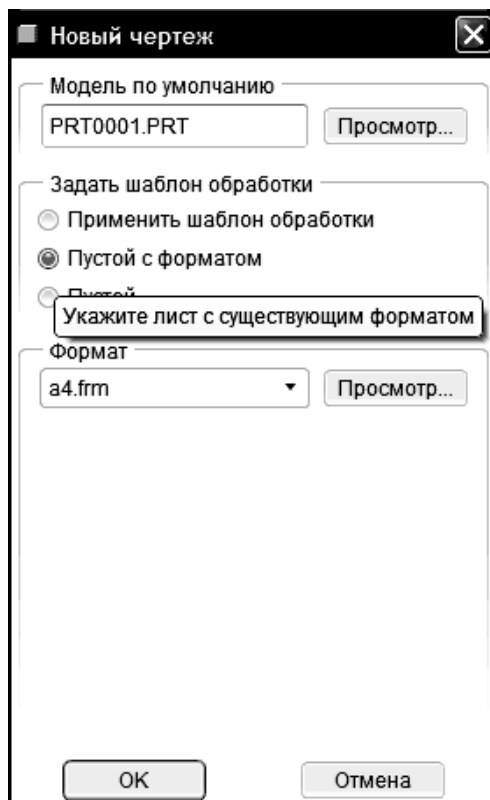 Новый чертеж
Модель по умолчанию
PRT0001.PRT Просмотр...
Задать шаблон обработки
Применить шаблон обработки
Пустой с форматом
Пустой
Укажите лист с существующим форматом
Формат
a4.frm Просмотр...
OK Отмена